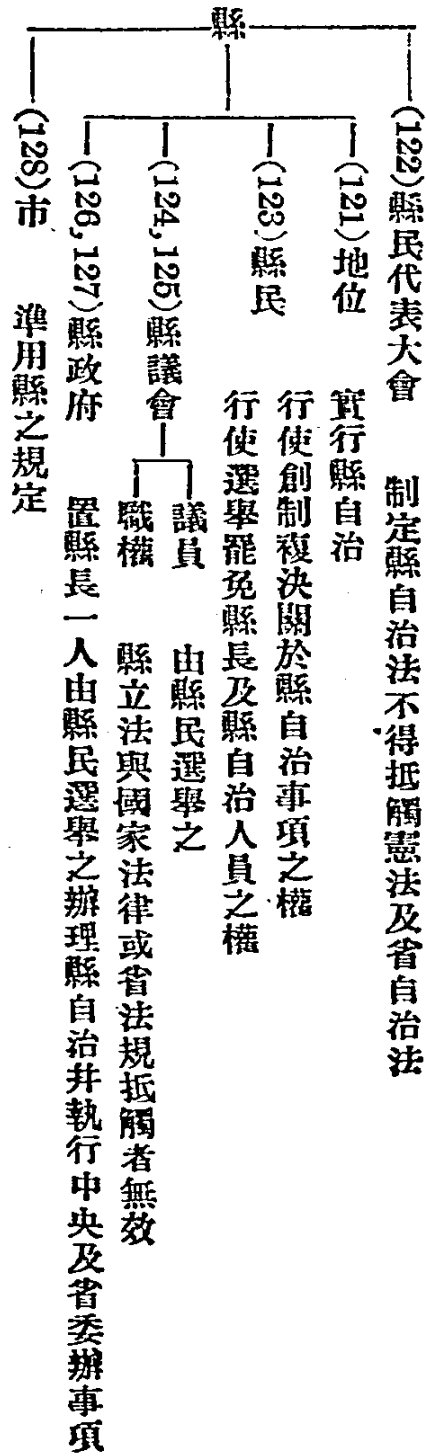 縣
(122)縣民代表大會 制定縣自治法不得抵觸憲法及省自治法
(121)地位 實行縣自治
(123)縣民 行使創制複決關於縣自治事項之權
行使選舉罷免縣長及縣自治人員之權
(124,125)縣議會
議員 由縣民選舉之
職權 縣立法與國家法律或省法規抵觸者無效
(126,127)縣政府 置縣長一人由縣民選舉之辦理縣自治并執行中央及省委辦事項
(128)市 準用縣之規定